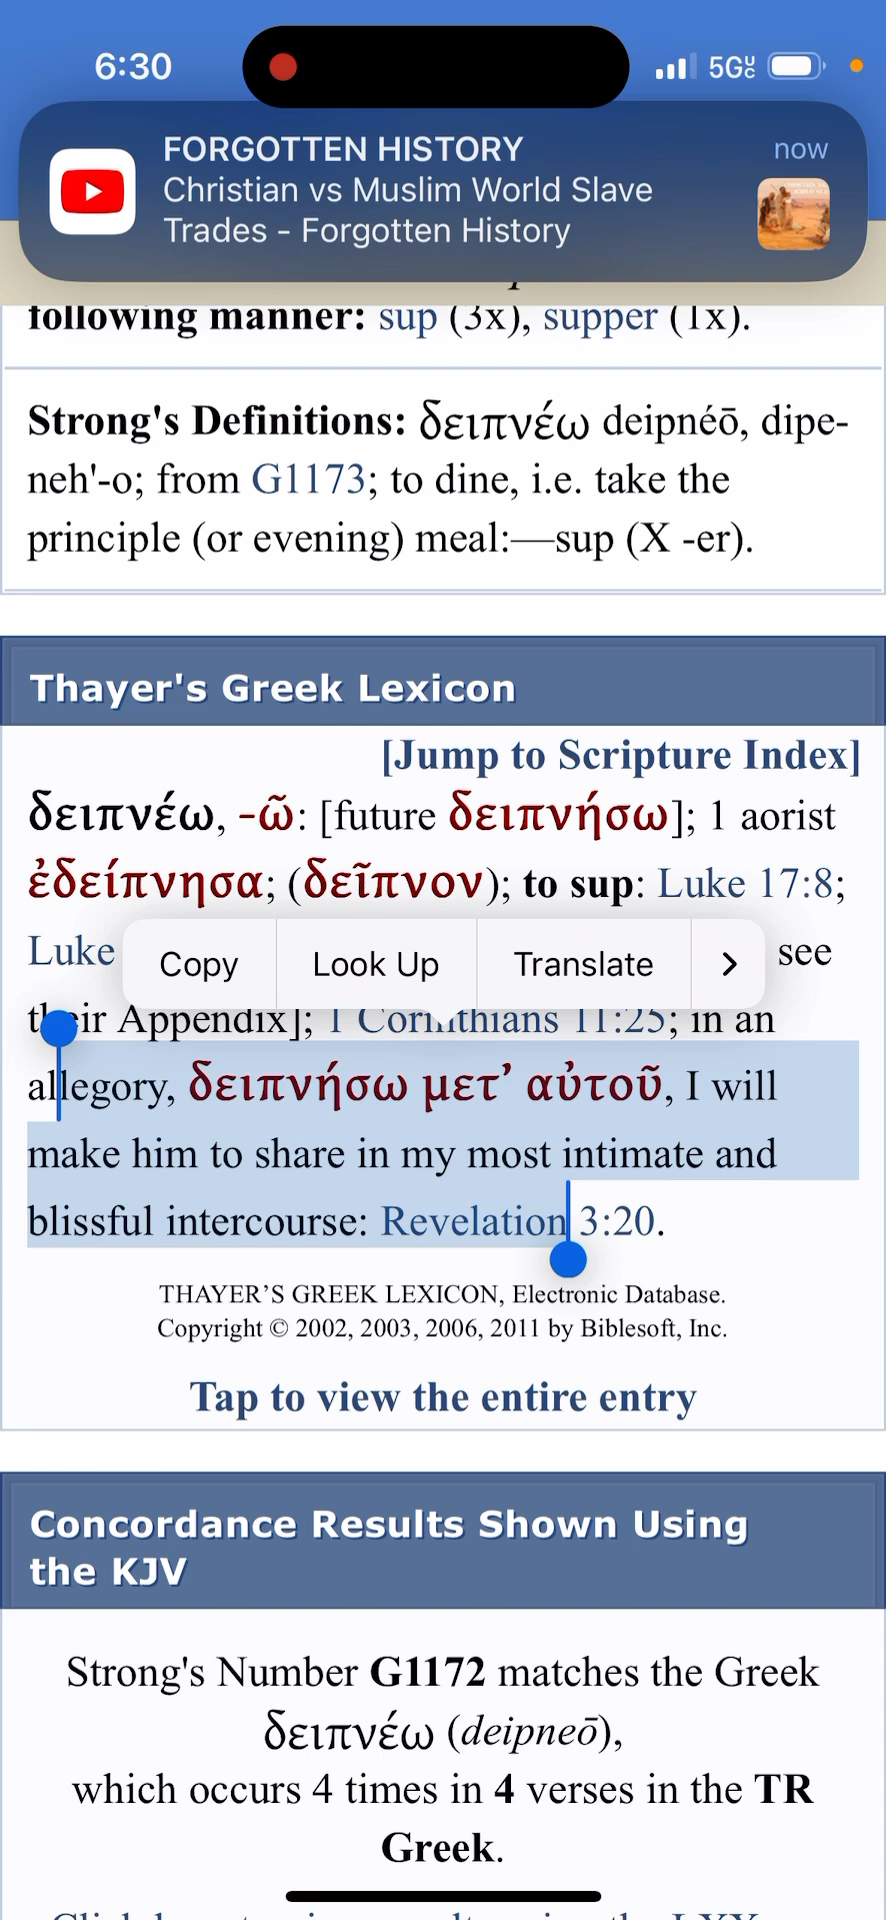 6:30
5G UC
FORGOTTEN HISTORY
now
Christian vs Muslim World Slave
Trades - Forgotten History
following manner: sup (3x), supper (1x).
Strong's Definitions: δειπνέω deipnéō, dipe-
neh'-o; from G1173; to dine, i.e. take the
principle (or evening) meal:—sup (X -er).
Thayer's Greek Lexicon
[Jump to Scripture Index]
δειπνέω, -ῶ: [future δειπνήσω]; 1 aorist
ἐδείπνησα; (δεῖπνον); to sup: Luke 17:8;
Luke
Copy
Look Up
Translate
see
their Appendix]; 1 Corinthians 11:25; in an
allegory, δειπνήσω μετ’ αὐτοῦ, I will
make him to share in my most intimate and
blissful intercourse: Revelation 3:20.
THAYER’S GREEK LEXICON, Electronic Database.
Copyright © 2002, 2003, 2006, 2011 by Biblesoft, Inc.
Tap to view the entire entry
Concordance Results Shown Using
the KJV
Strong's Number G1172 matches the Greek
δειπνέω (deipneō),
which occurs 4 times in 4 verses in the TR
Greek.